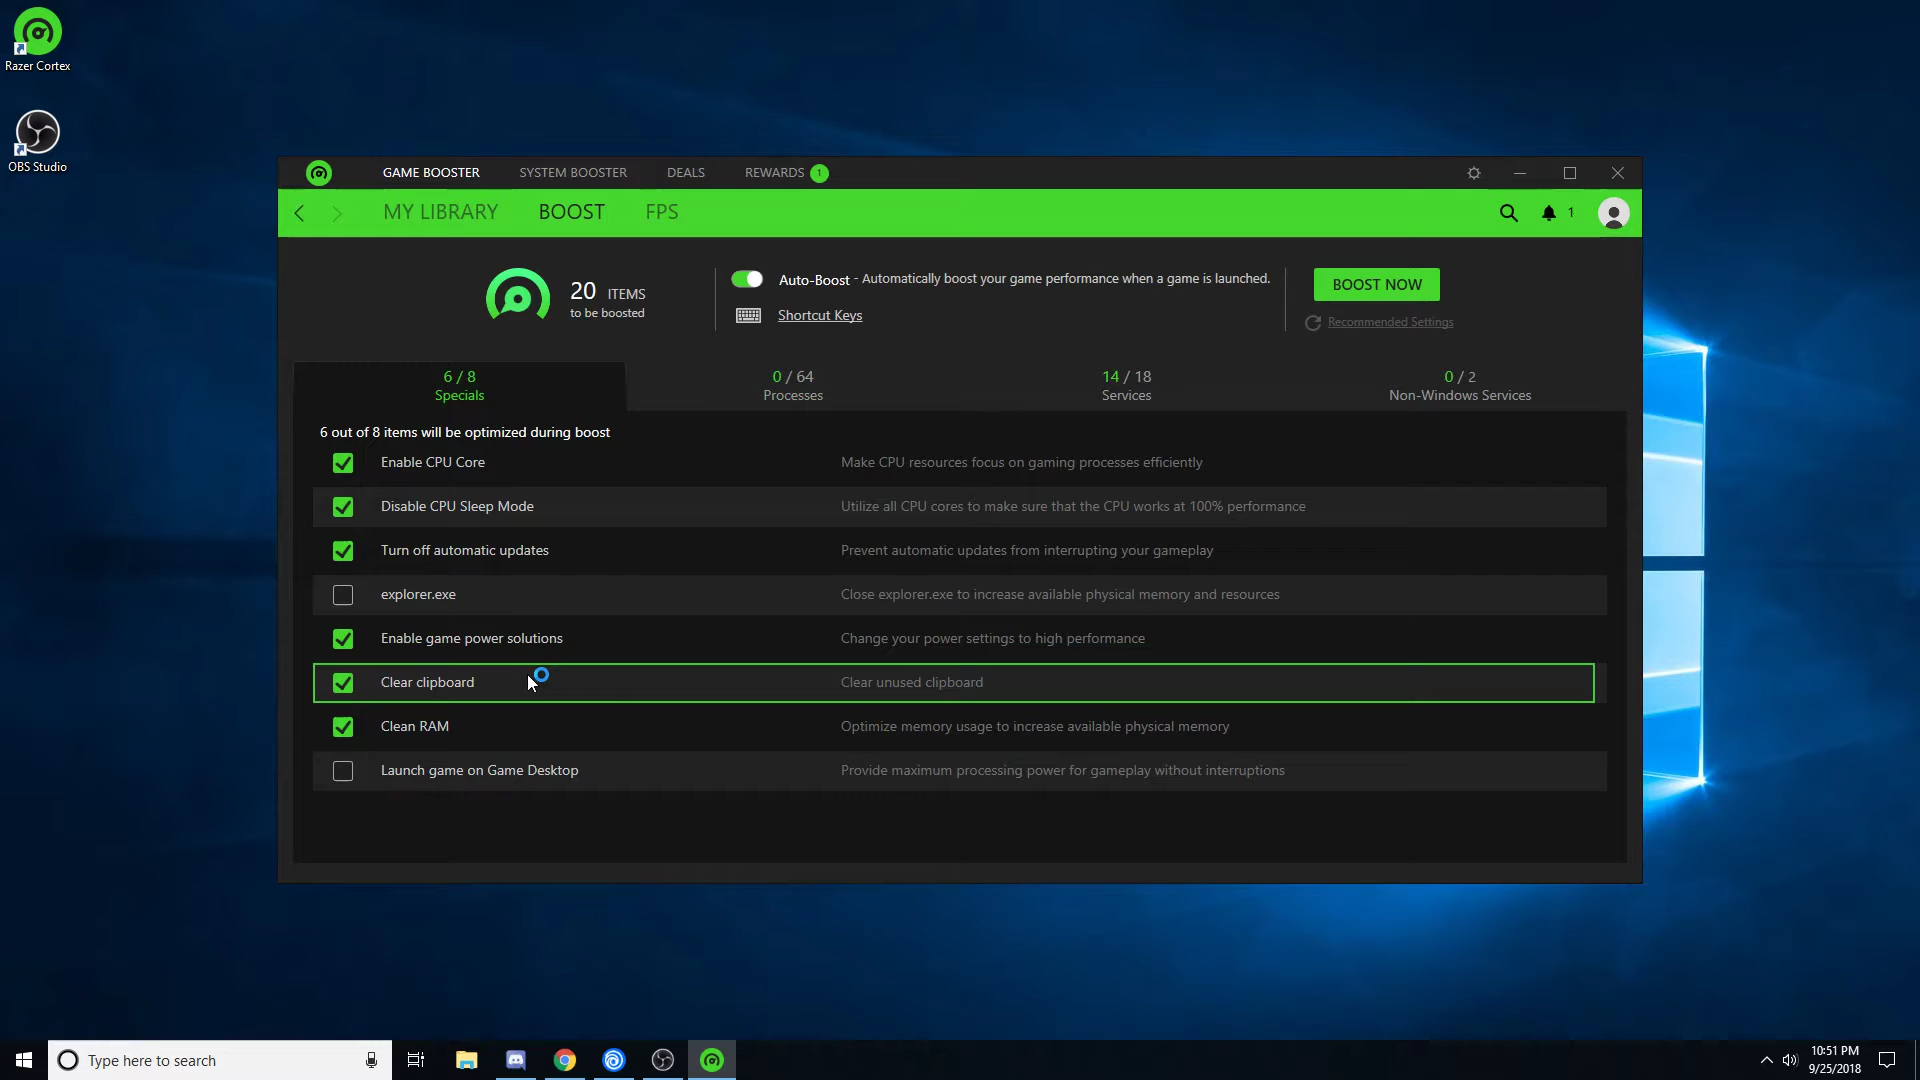 Razer Cortex
OBS Studio
GAME BOOSTER SYSTEM BOOSTER DEALS REWARDS 1
MY LIBRARY BOOST FPS 1
20 ITEMS
to be boosted
Auto-Boost - Automatically boost your game performance when a game is launched.
Shortcut Keys
BOOST NOW
Recommended Settings
6 / 8
Specials
0 / 64
Processes
14 / 18
Services
0 / 2
Non-Windows Services
6 out of 8 items will be optimized during boost
Enable CPU Core Make CPU resources focus on gaming processes efficiently
Disable CPU Sleep Mode Utilize all CPU cores to make sure that the CPU works at 100% performance
Turn off automatic updates Prevent automatic updates from interrupting your gameplay
explorer.exe Close explorer.exe to increase available physical memory and resources
Enable game power solutions Change your power settings to high performance
Clear clipboard Clear unused clipboard
Clean RAM Optimize memory usage to increase available physical memory
Launch game on Game Desktop Provide maximum processing power for gameplay without interruptions
Type here to search
10:51 PM
9/25/2018